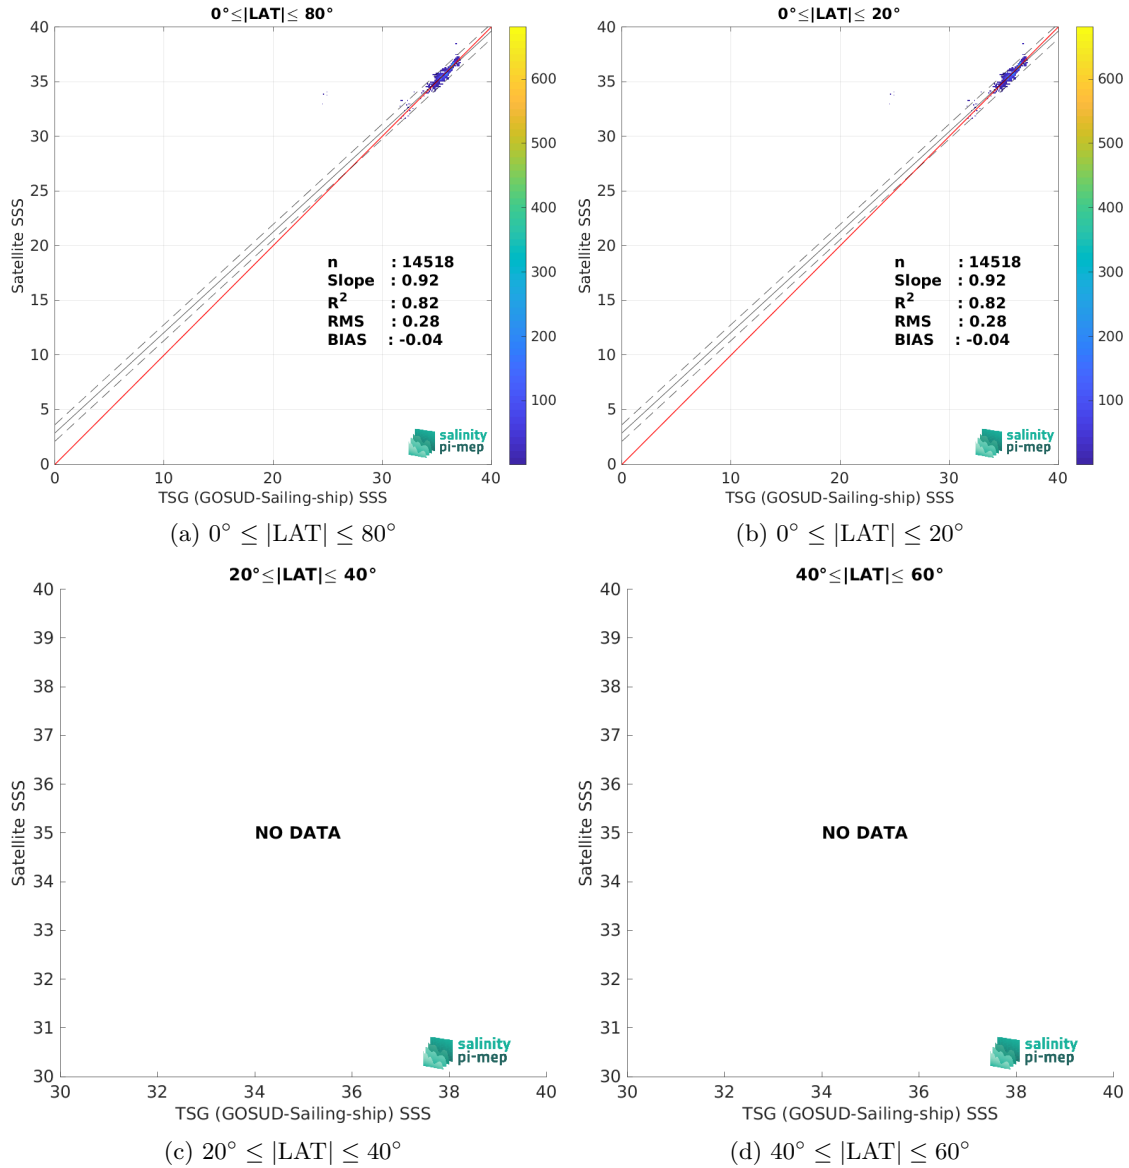 0°≤|LAT|≤ 80°
40
35
30
25
20
15
10
5
0
Satellite SSS
n : 14518
Slope : 0.92
R² : 0.82
RMS : 0.28
BIAS : -0.04
salinity
pi-mep
0 10 20 30 40
TSG (GOSUD-Sailing-ship) SSS
600
500
400
300
200
100
(a) 0° ≤ |LAT| ≤ 80°
0°≤|LAT|≤ 20°
40
35
30
25
20
15
10
5
0
Satellite SSS
n : 14518
Slope : 0.92
R² : 0.82
RMS : 0.28
BIAS : -0.04
salinity
pi-mep
0 10 20 30 40
TSG (GOSUD-Sailing-ship) SSS
600
500
400
300
200
100
(b) 0° ≤ |LAT| ≤ 20°
20°≤|LAT|≤ 40°
40
39
38
37
36
35
34
33
32
31
30
Satellite SSS
NO DATA
salinity
pi-mep
30 32 34 36 38 40
TSG (GOSUD-Sailing-ship) SSS
(c) 20° ≤ |LAT| ≤ 40°
40°≤|LAT|≤ 60°
40
39
38
37
36
35
34
33
32
31
30
Satellite SSS
NO DATA
salinity
pi-mep
30 32 34 36 38 40
TSG (GOSUD-Sailing-ship) SSS
(d) 40° ≤ |LAT| ≤ 60°